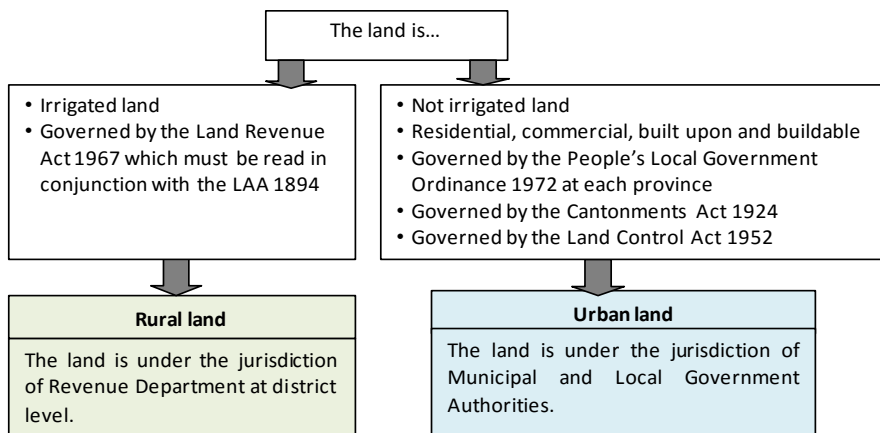 The land is…
• Irrigated land
• Governed by the Land Revenue
Act 1967 which must be read in
conjunction with the LAA 1894
• Not irrigated land
• Residential, commercial, built upon and buildable
• Governed by the People’s Local Government
Ordinance 1972 at each province
• Governed by the Cantonments Act 1924
• Governed by the Land Control Act 1952
Rural land
The land is under the jurisdiction
of Revenue Department at district
level.
Urban land
The land is under the jurisdiction of
Municipal and Local Government
Authorities.